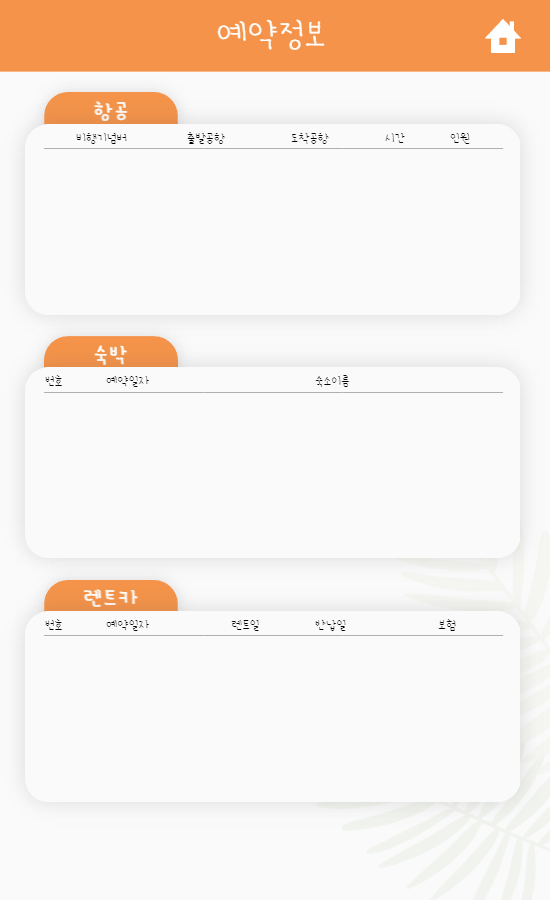 예약정보
항공
비행기넘버 출발공항 도착공항 시간 인원
숙박
번호 예약일자 숙소이름
렌트카
번호 예약일자 렌트일 반납일 보험